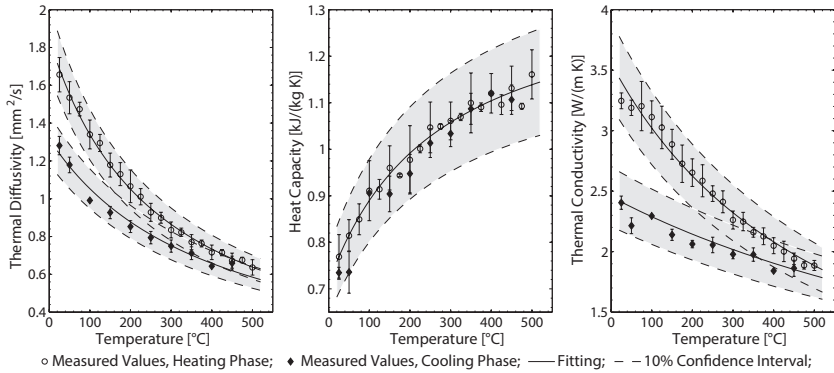 2
1.8
1.6
1.4
1.2
1
0.8
0.6
0.4
Thermal Diffusivity [mm²/s]
100 200 300 400 500
Temperature [°C]
1.3
1.2
1.1
1
0.9
0.8
0.7
0.6
Heat Capacity [kJ/(kg K)]
0 100 200 300 400 500
Temperature [°C]
4
3.5
3
2.5
2
1.5
Thermal Conductivity [W/(m K)]
100 200 300 400 500
Temperature [°C]
Measured Values, Heating Phase; Measured Values, Cooling Phase; Fitting; 10% Confidence Interval;